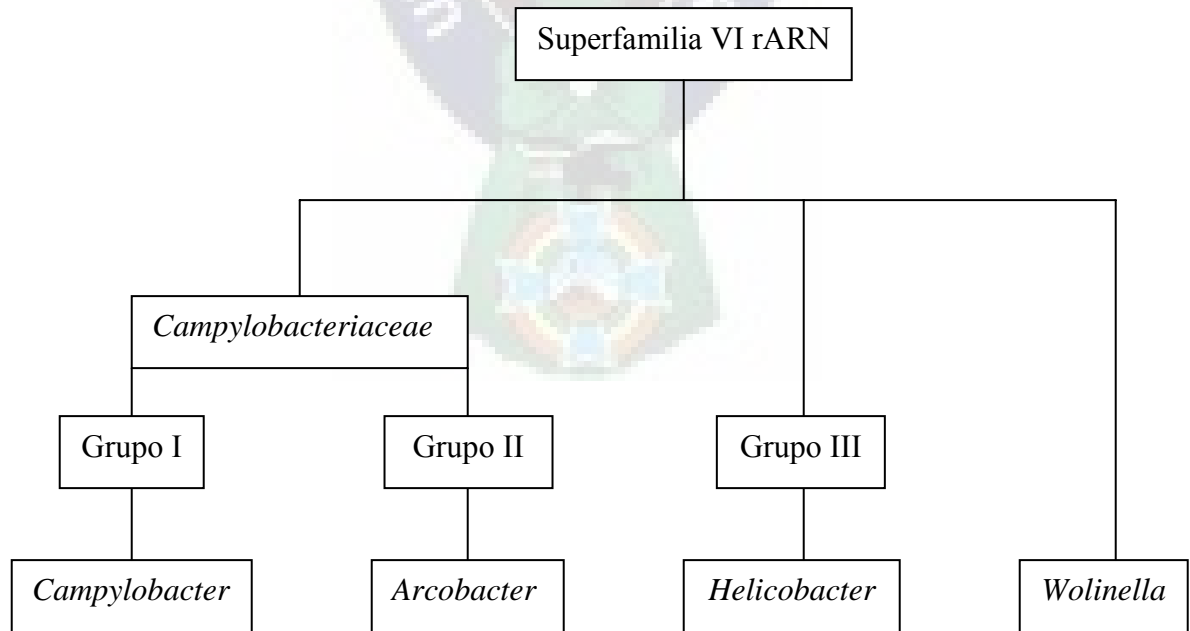 Superfamilia VI rARN
Campylobacteriaceae
Grupo I
Grupo II
Grupo III
Campylobacter
Arcobacter
Helicobacter
Wolinella